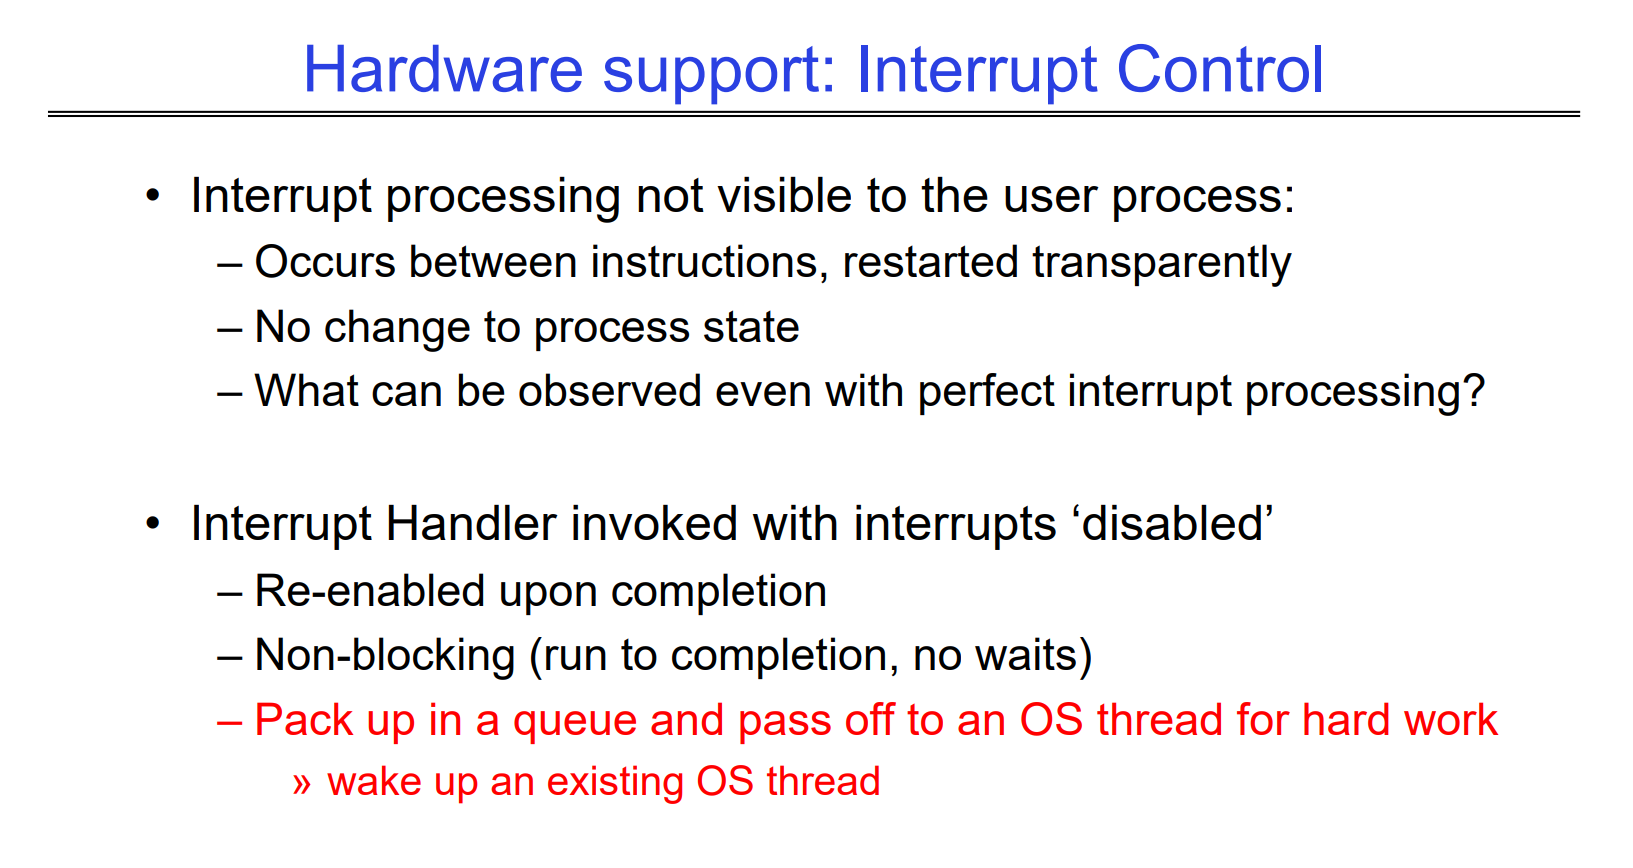 Hardware support: Interrupt Control
• Interrupt processing not visible to the user process:
– Occurs between instructions, restarted transparently
– No change to process state
– What can be observed even with perfect interrupt processing?
• Interrupt Handler invoked with interrupts ‘disabled’
– Re-enabled upon completion
– Non-blocking (run to completion, no waits)
– Pack up in a queue and pass off to an OS thread for hard work
» wake up an existing OS thread